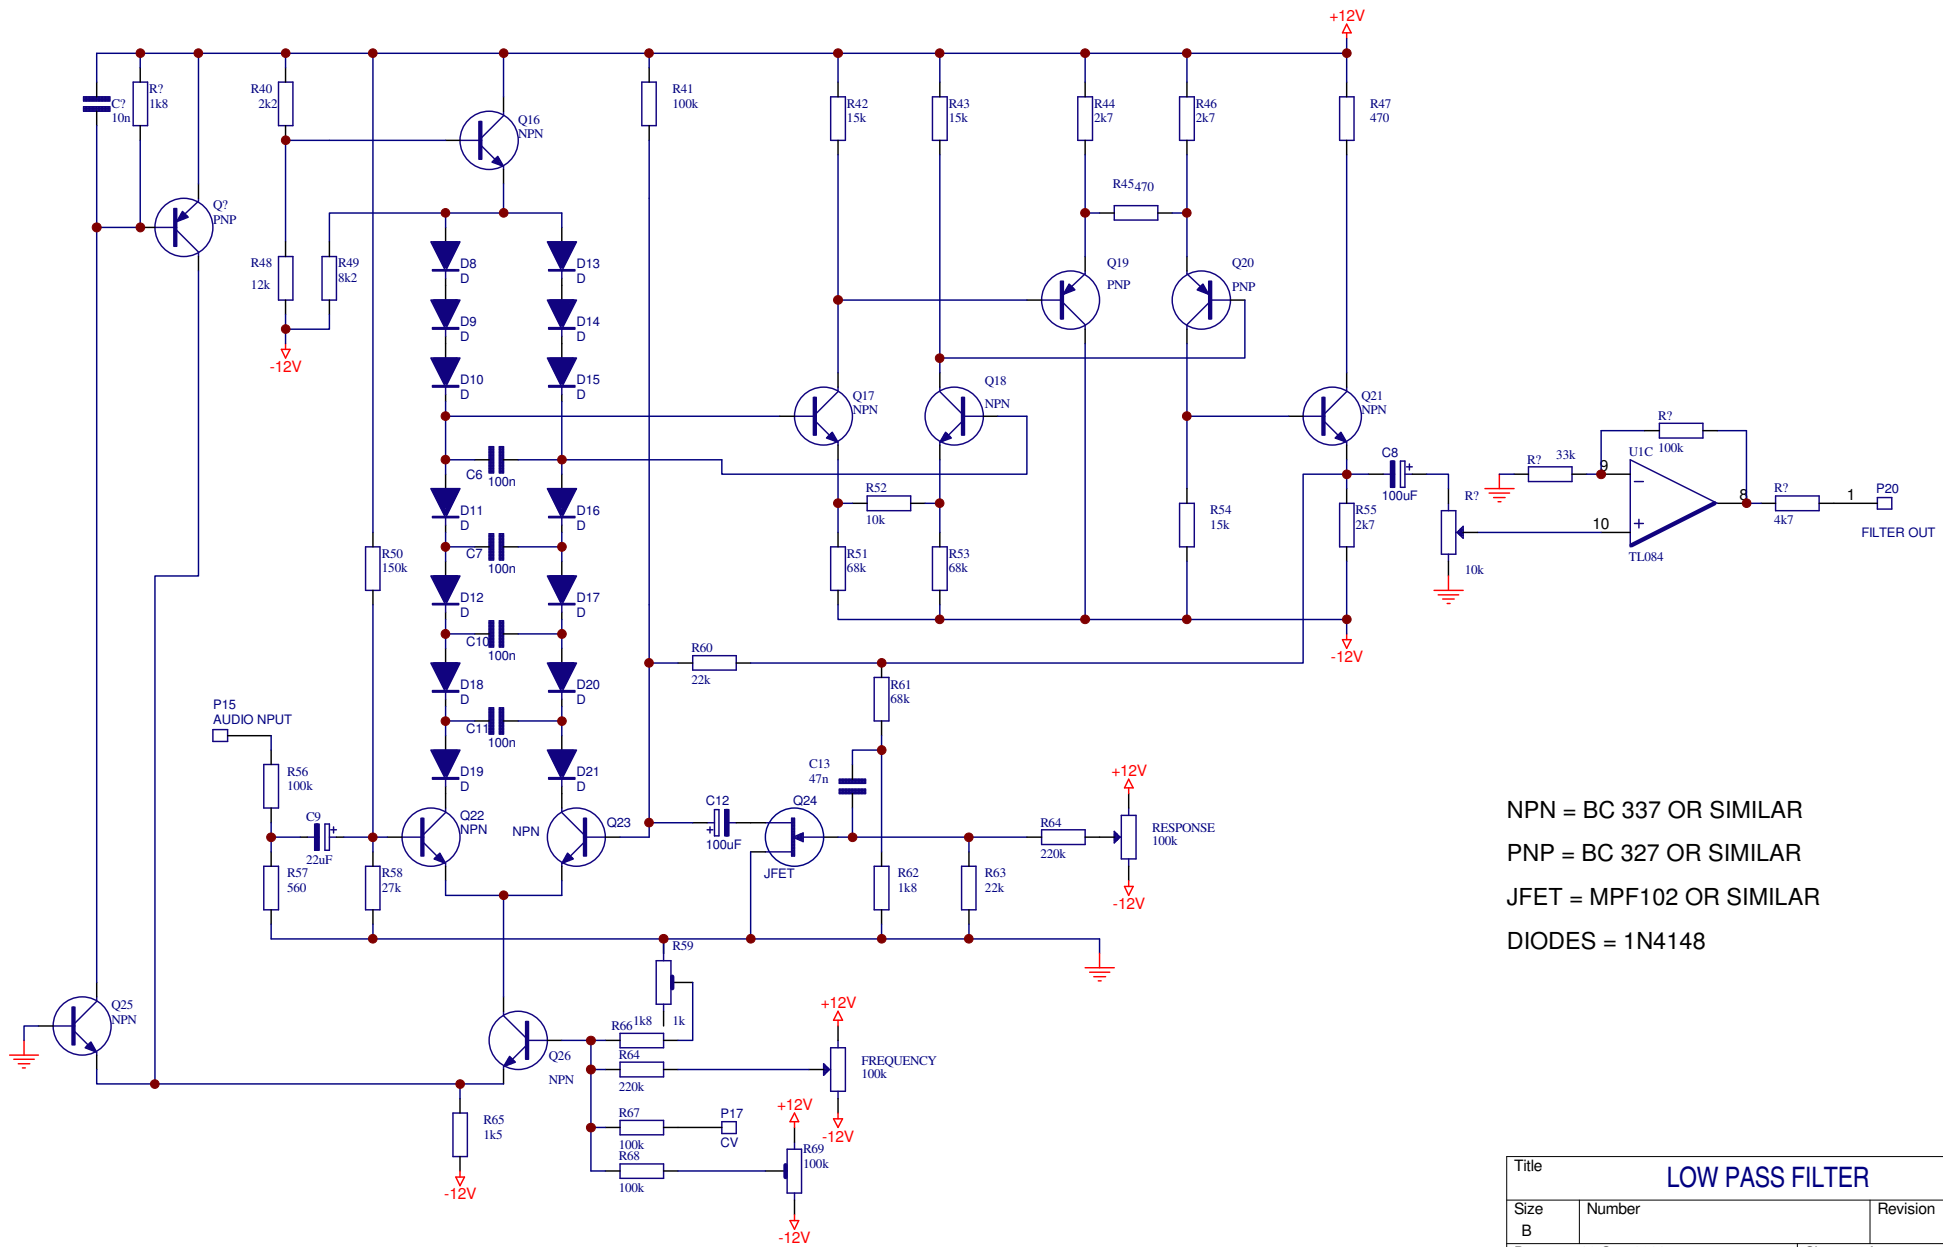 +12V
C?
10n
R?
1k8
Q?
PNP
R40
2k2
Q16
NPN
R41
100k
R42
15k
R43
15k
R44
2k7
R46
2k7
R47
470
R45
470
R48
12k
R49
8k2
-12V
D8
D
D13
D
D9
D
D14
D
D10
D
D15
D
Q19
PNP
Q20
PNP
Q17
NPN
Q18
NPN
Q21
NPN
C6
100n
D11
D
D16
D
C7
100n
R50
150k
D12
D
D17
D
C10
100n
D18
D
D20
D
C11
100n
D19
D
D21
D
R52
10k
R51
68k
R53
68k
R54
15k
R55
2k7
-12V
C8
+
100uF
R?
10k
R?
33k
R?
100k
U1C
9
10
8
−
+
TL084
R?
4k7
1
P20
FILTER OUT
R60
22k
R61
68k
P15
AUDIO NPUT
R56
100k
C9
+
22uF
R57
560
R58
27k
Q22
NPN
NPN
Q23
C12
+
100uF
C13
47n
Q24
JFET
R62
1k8
R63
22k
R64
220k
+12V
RESPONSE
100k
-12V
NPN = BC 337 OR SIMILAR
PNP = BC 327 OR SIMILAR
JFET = MPF102 OR SIMILAR
DIODES = 1N4148
R59
1k
Q25
NPN
Q26
NPN
R66
1k8
R64
220k
+12V
FREQUENCY
100k
-12V
R67
100k
P17
CV
R68
100k
+12V
R69
100k
-12V
R65
1k5
-12V
Title
LOW PASS FILTER
Size
B
Number
Revision